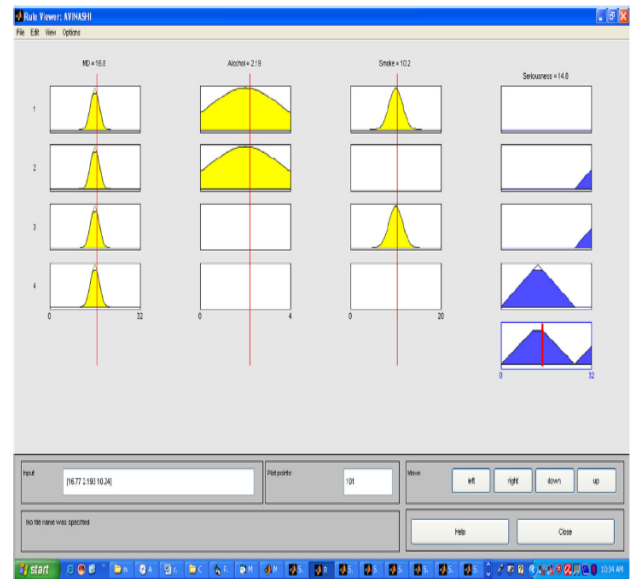 Rule Viewer: AVINASHI
File Edit View Options
MD = 16.8
Alcohol = 2.19
Smoke = 10.2
Seriousness = 14.8
1
2
3
4
0 32
0 4
0 20
0 32
Input:
[16.77 2.193 10.24]
Plot points:
101
Move:
left
right
down
up
No file name was specified
Help
Close
start
10:34 AM